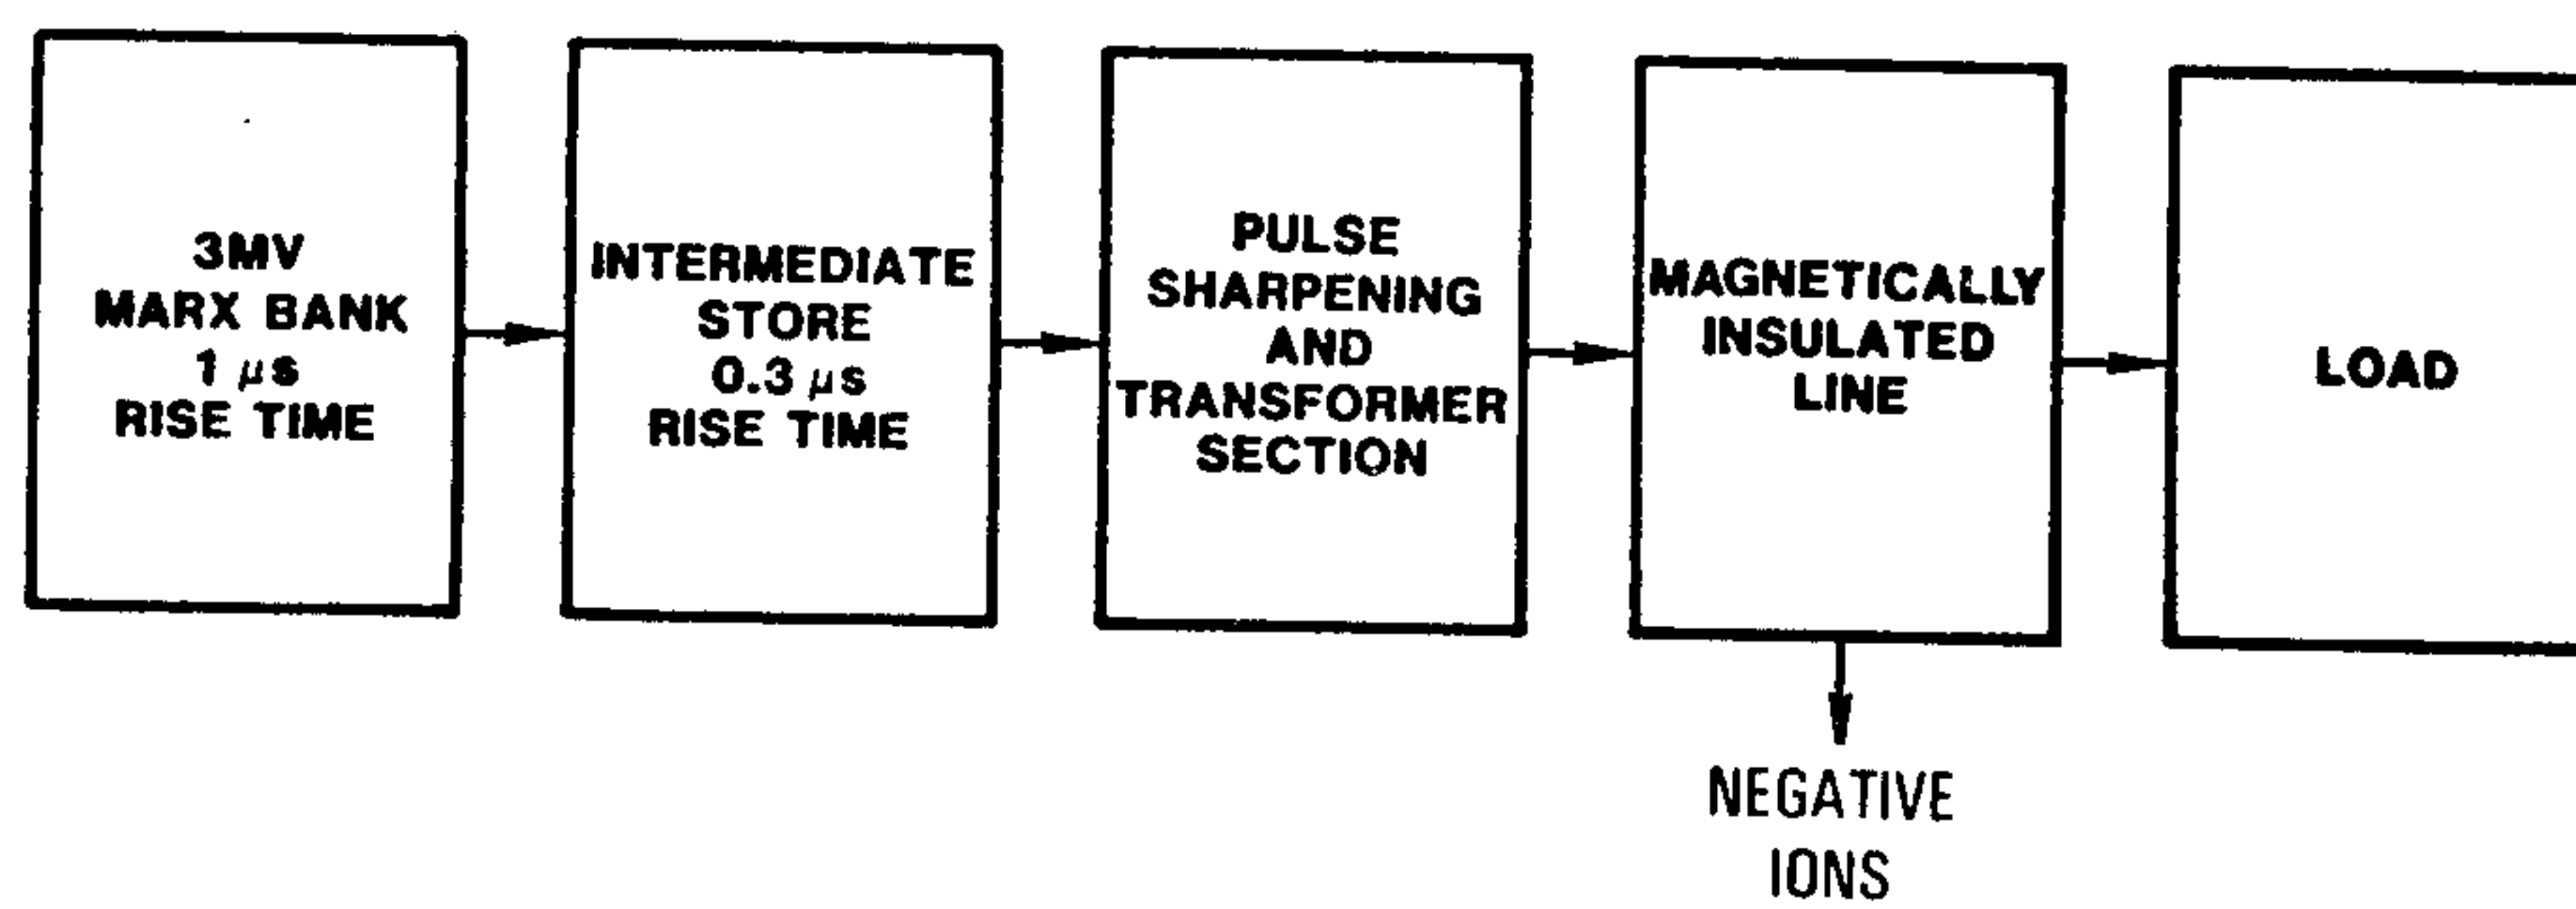 3MV
MARX BANK
1 μs
RISE TIME
INTERMEDIATE
STORE
0.3 μs
RISE TIME
PULSE
SHARPENING
AND
TRANSFORMER
SECTION
MAGNETICALLY
INSULATED
LINE
LOAD
NEGATIVE
IONS